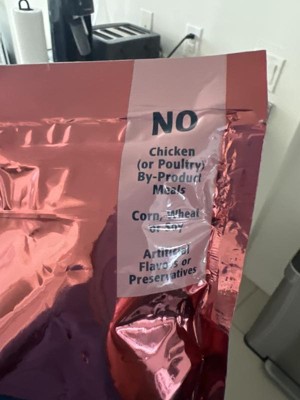 NO
Chicken
(or Poultry)
By-Product
Meals
Corn, Wheat
or Soy
Artificial
Flavors or
Preservatives